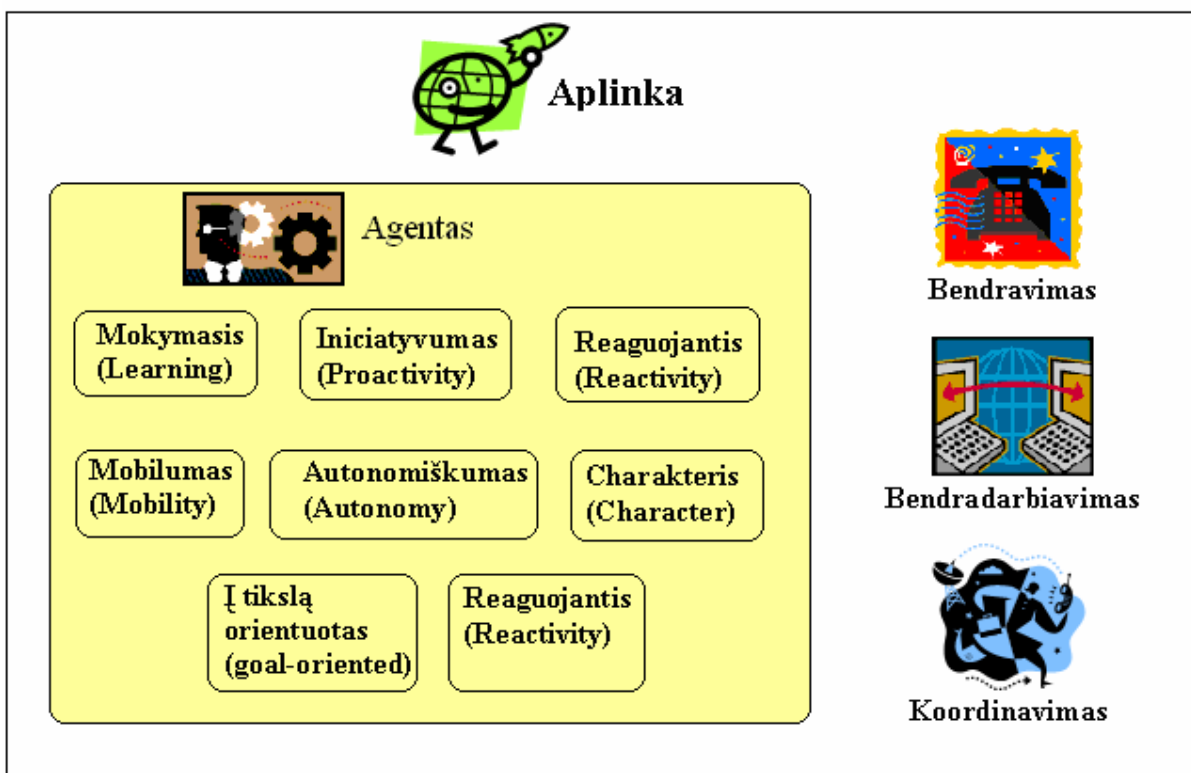 Aplinka
Agentas
Mokymasis
(Learning)
Iniciatyvumas
(Proactivity)
Reaguojantis
(Reactivity)
Mobilumas
(Mobility)
Autonomiškumas
(Autonomy)
Charakteris
(Character)
Į tikslą
orientuotas
(goal-oriented)
Reaguojantis
(Reactivity)
Bendravimas
Bendradarbiavimas
Koordinavimas